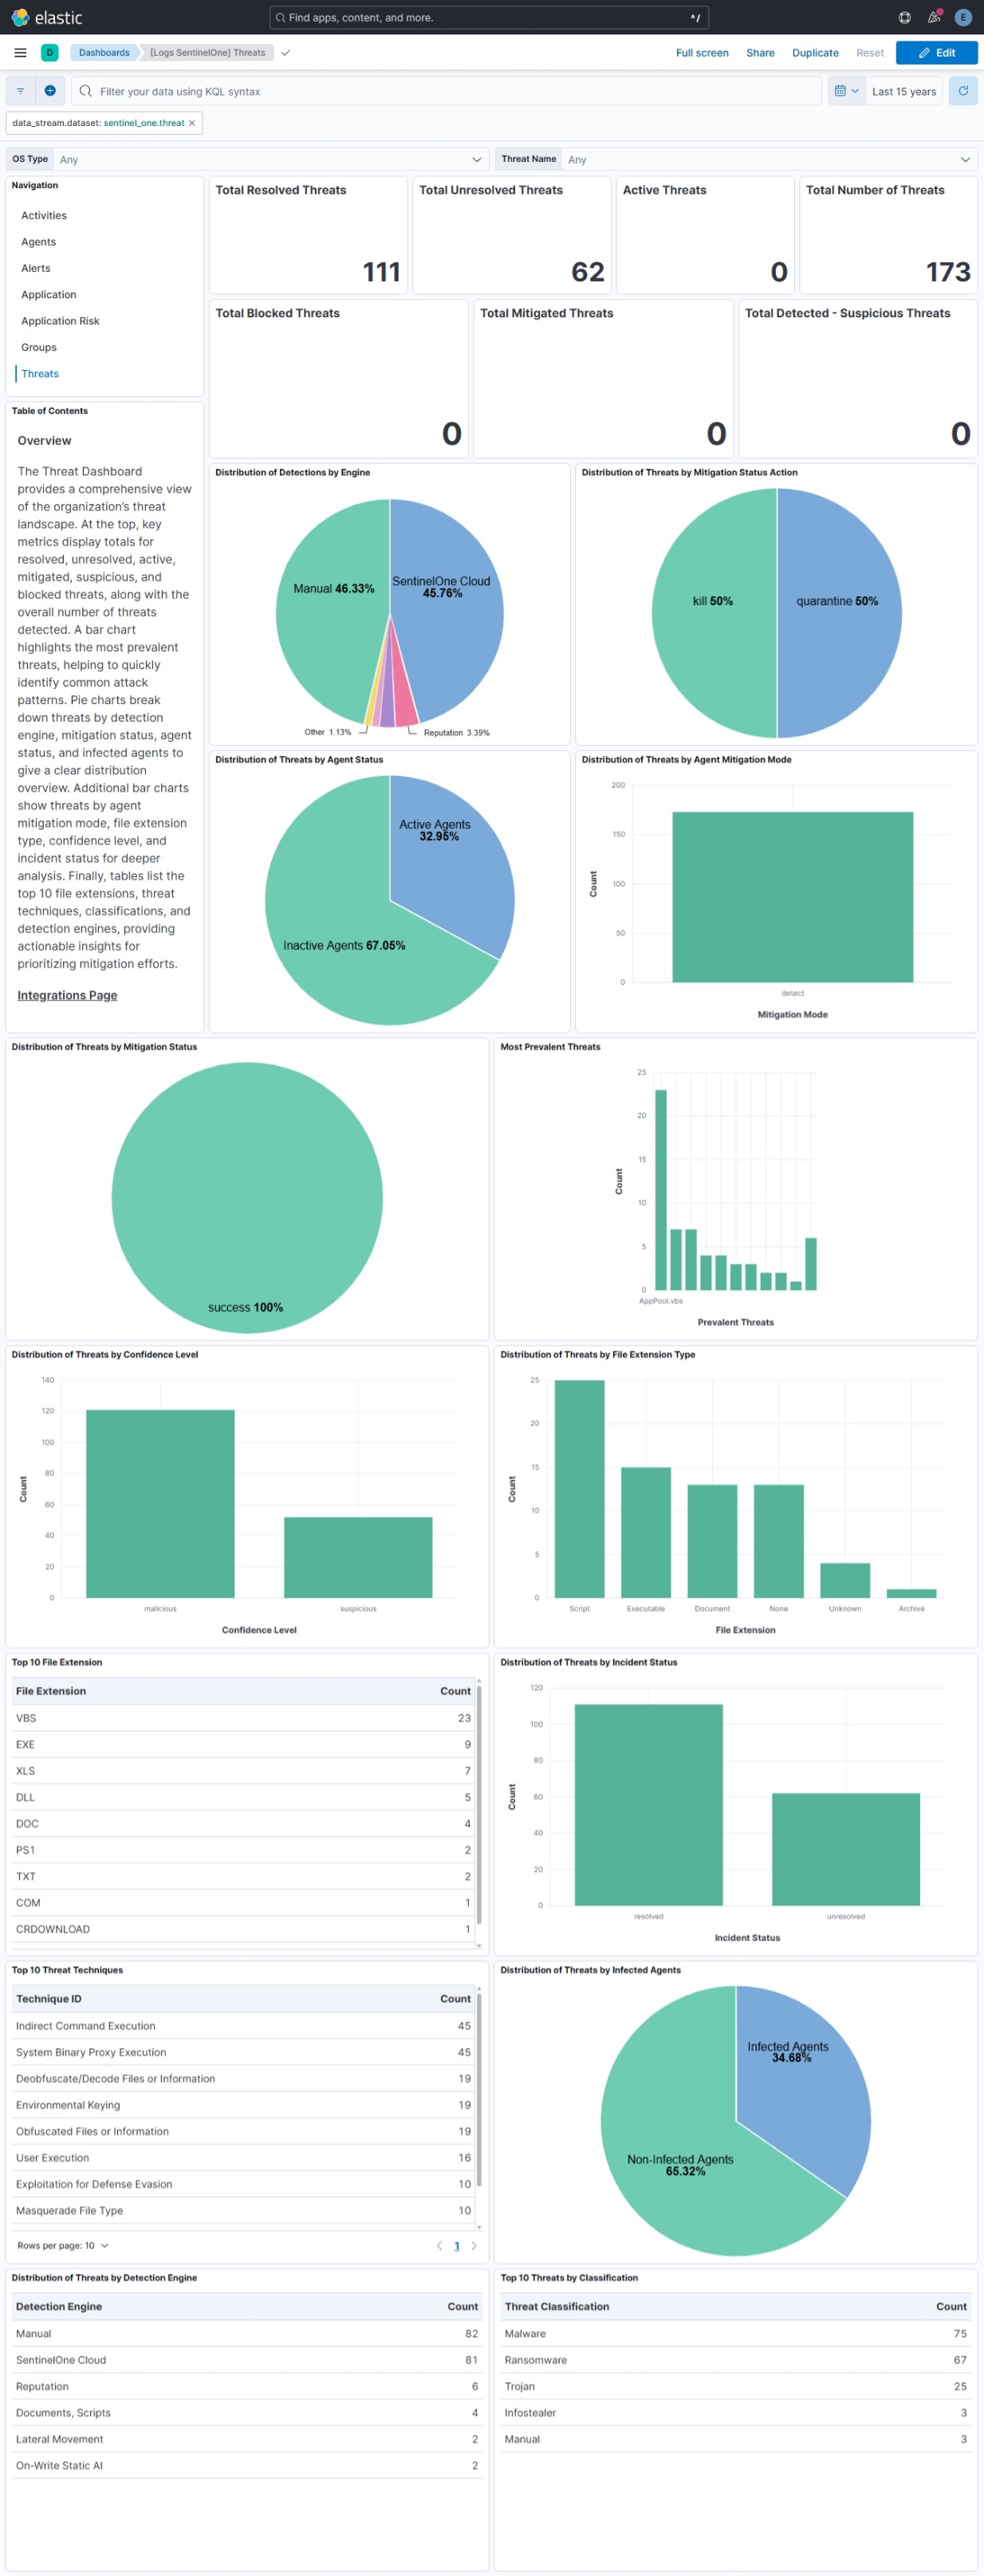 elastic
Find apps, content, and more.
^/
E
D
Dashboards
[Logs SentinelOne] Threats
Full screen
Share
Duplicate
Reset
Edit
Filter your data using KQL syntax
Last 15 years
data_stream.dataset: sentinel_one.threat ×
OS Type
Any
Threat Name
Any
Navigation
Activities
Agents
Alerts
Application
Application Risk
Groups
Threats
Total Resolved Threats
111
Total Unresolved Threats
62
Active Threats
0
Total Number of Threats
173
Total Blocked Threats
0
Total Mitigated Threats
0
Total Detected - Suspicious Threats
0
Table of Contents
Overview
The Threat Dashboard
provides a comprehensive view
of the organization's threat
landscape. At the top, key
metrics display totals for
resolved, unresolved, active,
mitigated, suspicious, and
blocked threats, along with the
overall number of threats
detected. A bar chart
highlights the most prevalent
threats, helping to quickly
identify common attack
patterns. Pie charts break
down threats by detection
engine, mitigation status, agent
status, and infected agents to
give a clear distribution
overview. Additional bar charts
show threats by agent
mitigation mode, file extension
type, confidence level, and
incident status for deeper
analysis. Finally, tables list the
top 10 file extensions, threat
techniques, classifications, and
detection engines, providing
actionable insights for
prioritizing mitigation efforts.
Integrations Page
Distribution of Detections by Engine
Manual 46.33%
SentinelOne Cloud
45.76%
Other 1.13%
Reputation 3.39%
Distribution of Threats by Mitigation Status Action
kill 50%
quarantine 50%
Distribution of Threats by Agent Status
Active Agents
32.95%
Inactive Agents 67.05%
Distribution of Threats by Agent Mitigation Mode
200
150
100
50
0
Count
detect
Mitigation Mode
Distribution of Threats by Mitigation Status
success 100%
Most Prevalent Threats
25
20
15
10
5
0
Count
AppPool.vbs
Prevalent Threats
Distribution of Threats by Confidence Level
140
120
100
80
60
40
20
0
Count
malicious
suspicious
Confidence Level
Distribution of Threats by File Extension Type
25
20
15
10
5
0
Count
Script
Executable
Document
None
Unknown
Archive
File Extension
Top 10 File Extension
File Extension Count
VBS 23
EXE 9
XLS 7
DLL 5
DOC 4
PS1 2
TXT 2
COM 1
CRDOWNLOAD 1
Distribution of Threats by Incident Status
120
100
80
60
40
20
0
Count
resolved
unresolved
Incident Status
Top 10 Threat Techniques
Technique ID Count
Indirect Command Execution 45
System Binary Proxy Execution 45
Deobfuscate/Decode Files or Information 19
Environmental Keying 19
Obfuscated Files or Information 19
User Execution 16
Exploitation for Defense Evasion 10
Masquerade File Type 10
Rows per page: 10
1
Distribution of Threats by Infected Agents
Infected Agents
34.68%
Non-Infected Agents
65.32%
Distribution of Threats by Detection Engine
Detection Engine Count
Manual 82
SentinelOne Cloud 81
Reputation 6
Documents, Scripts 4
Lateral Movement 2
On-Write Static AI 2
Top 10 Threats by Classification
Threat Classification Count
Malware 75
Ransomware 67
Trojan 25
Infostealer 3
Manual 3